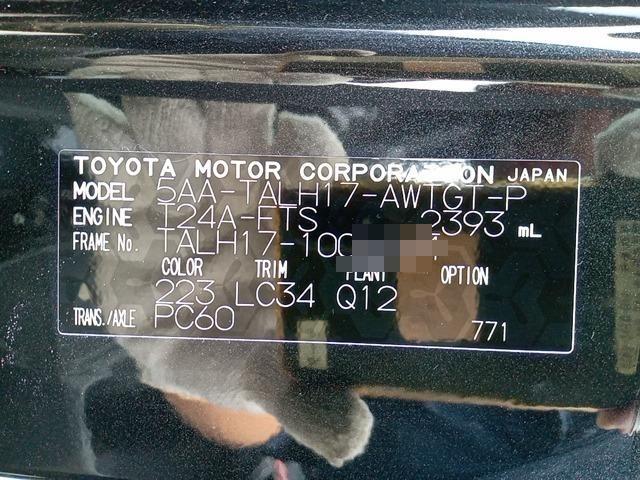 TOYOTA MOTOR CORPORATION JAPAN
MODEL 5AA-TALH17-AWTGT-P
ENGINE T24A-ETS 2393 mL
FRAME No. TALH17-100
COLOR TRIM PLANT OPTION
223 LC34 Q12
TRANS./AXLE PC60
771